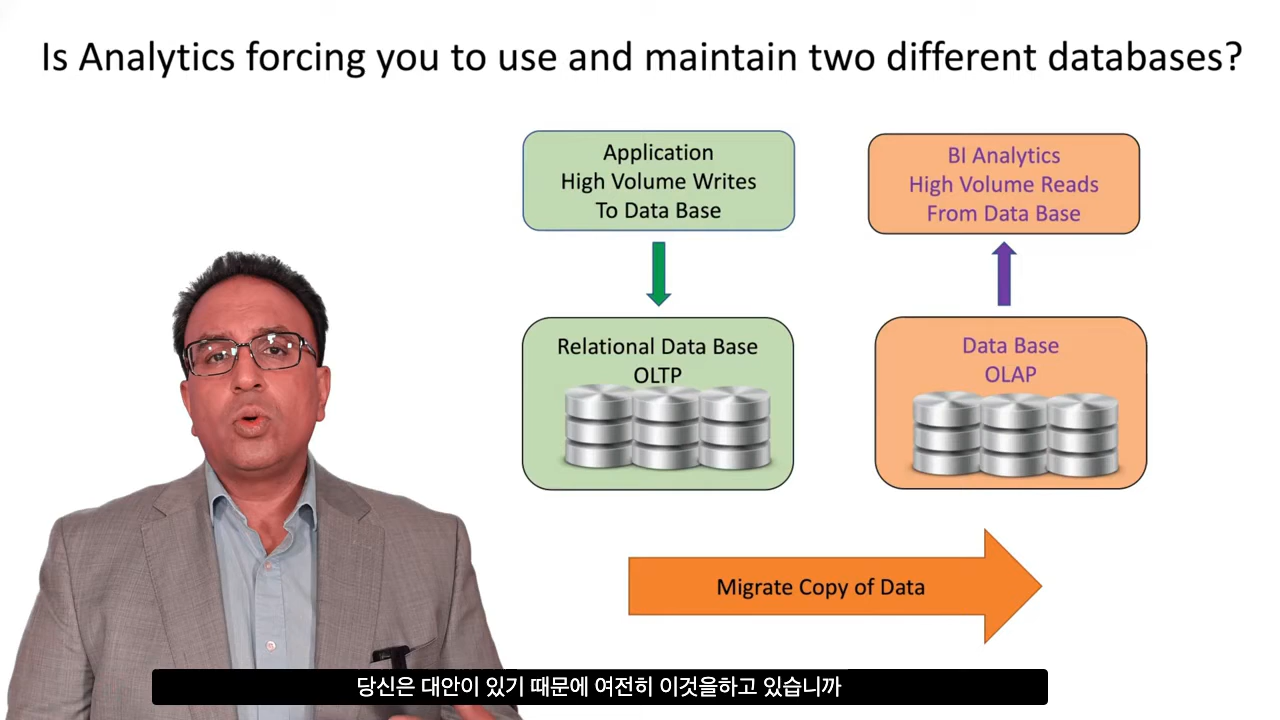 Is Analytics forcing you to use and maintain two different databases?
Application
High Volume Writes
To Data Base
BI Analytics
High Volume Reads
From Data Base
Relational Data Base
OLTP
Data Base
OLAP
Migrate Copy of Data
당신은 대안이 있기 때문에 여전히 이것을하고 있습니까